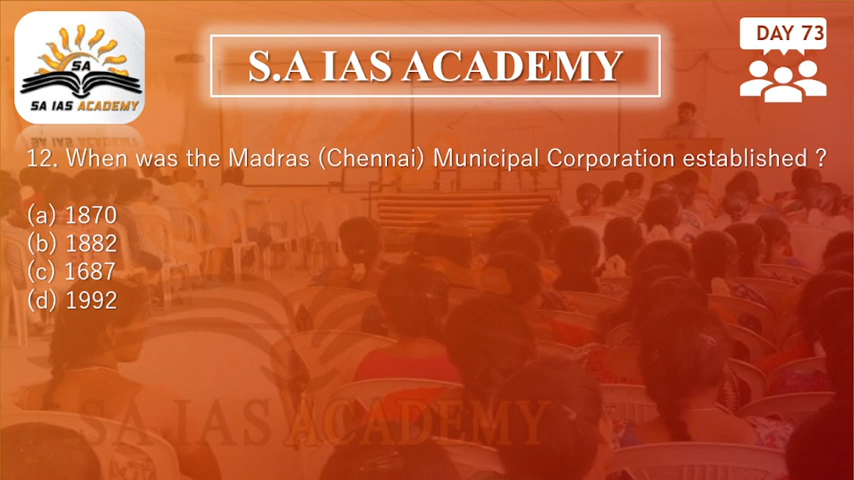 DAY 73
S.A IAS ACADEMY
SA
SA IAS ACADEMY
12. When was the Madras (Chennai) Municipal Corporation established ?
(a) 1870
(b) 1882
(c) 1687
(d) 1992
SA
SA IAS ACADEMY